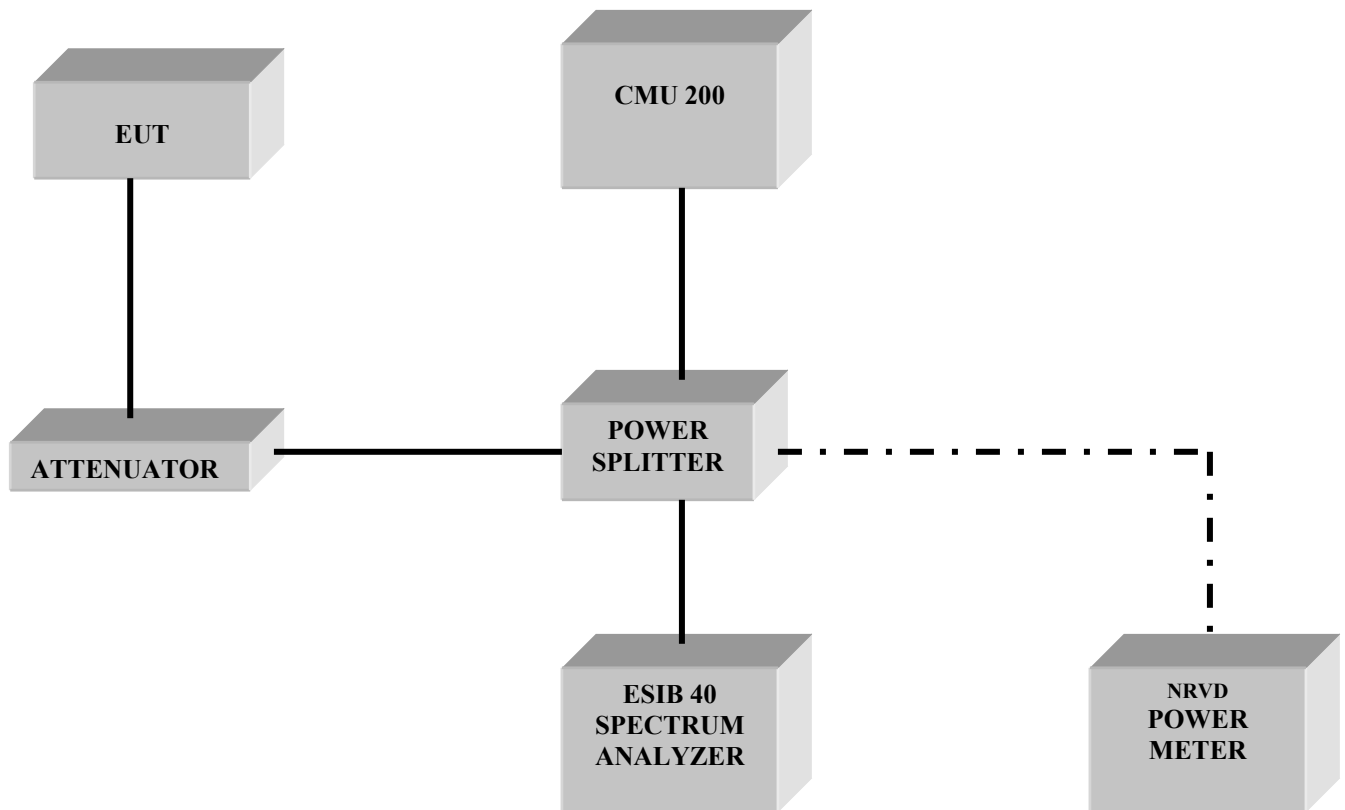 EUT
CMU 200
ATTENUATOR
POWER
SPLITTER
ESIB 40
SPECTRUM
ANALYZER
NRVD
POWER
METER